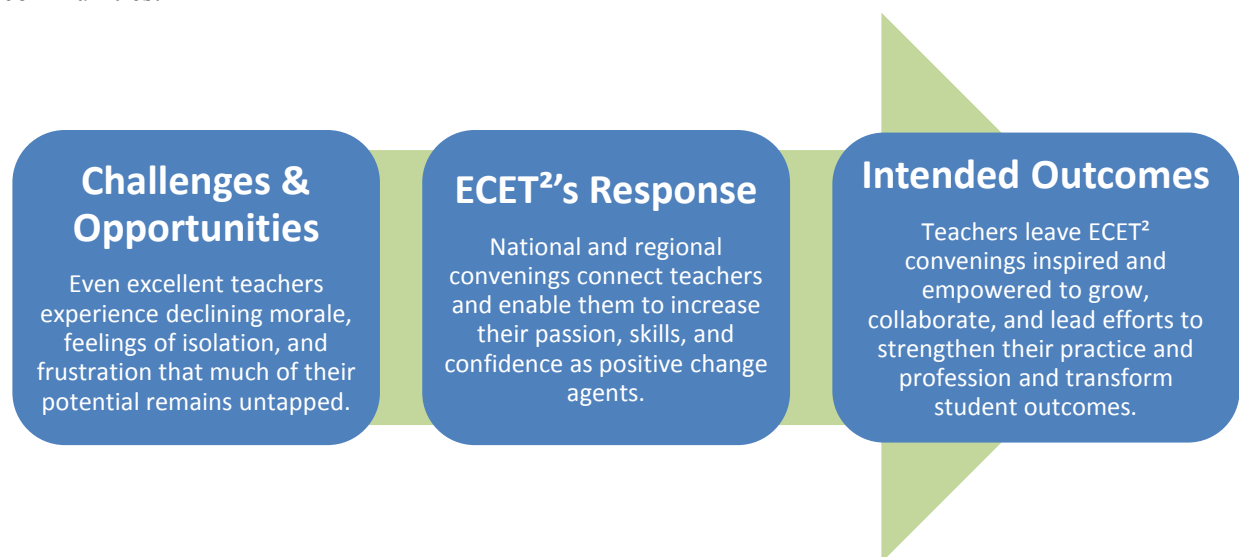 Challenges &
Opportunities
Even excellent teachers
experience declining morale,
feelings of isolation, and
frustration that much of their
potential remains untapped.
ECET²’s Response
National and regional
convenings connect teachers
and enable them to increase
their passion, skills, and
confidence as positive change
agents.
Intended Outcomes
Teachers leave ECET²
convenings inspired and
empowered to grow,
collaborate, and lead efforts to
strengthen their practice and
profession and transform
student outcomes.